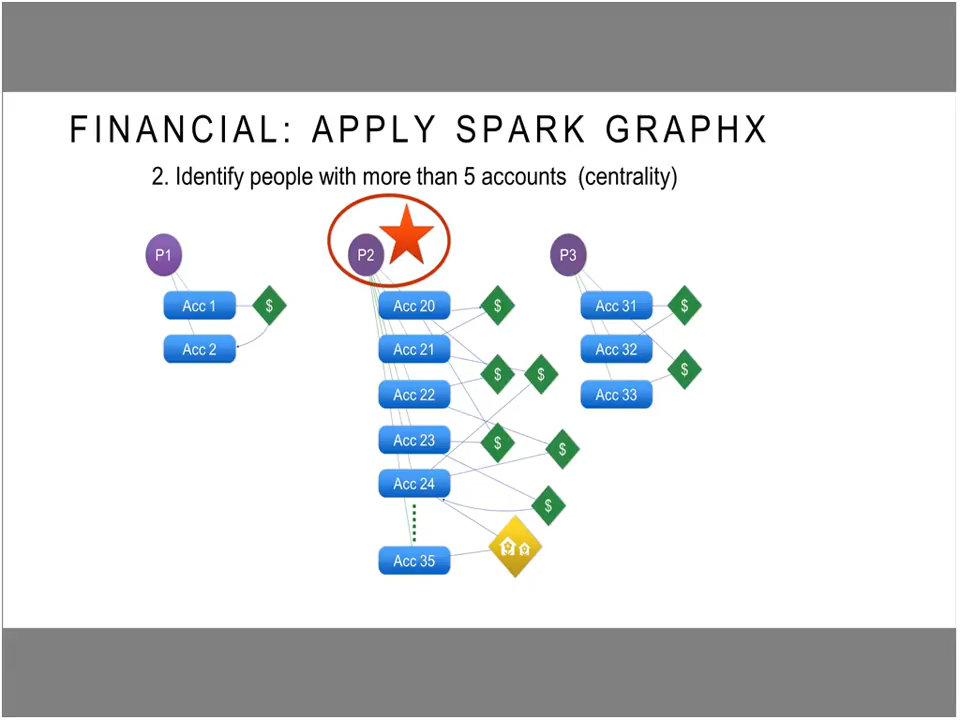 FINANCIAL: APPLY SPARK GRAPHX
2. Identify people with more than 5 accounts (centrality)
P1
P2
P3
Acc 1
$
Acc 20
$
Acc 31
$
Acc 2
Acc 21
Acc 32
$
$
$
Acc 22
Acc 33
Acc 23
$
$
Acc 24
$
Acc 35